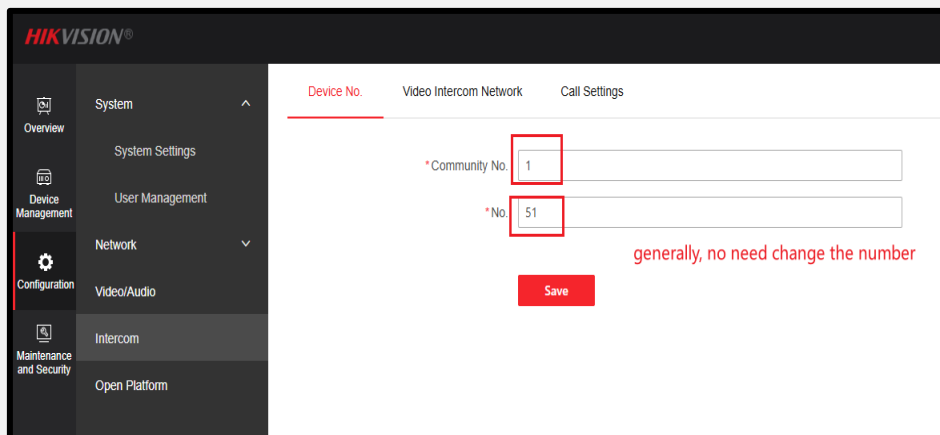 HIKVISION®
Overview
Device
Management
Configuration
Maintenance
and Security
System
System Settings
User Management
Network
Video/Audio
Intercom
Open Platform
Device No.
Video Intercom Network
Call Settings
*Community No. 1
*No. 51
generally, no need change the number
Save